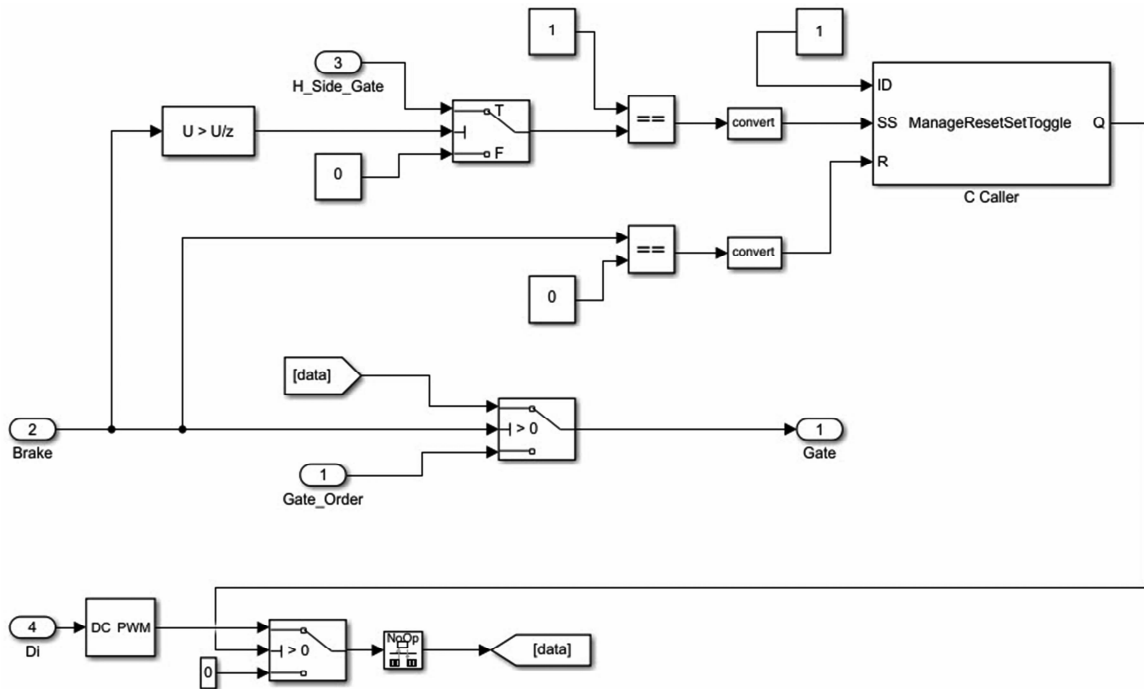 1
1
3
H_Side_Gate
T
F
U > U/z
0
==
convert
ID
SS
R
ManageResetSetToggle
Q
C Caller
==
convert
0
[data]
2
Brake
> 0
1
Gate
1
Gate_Order
4
Di
DC PWM
> 0
0
NoOp
[data]